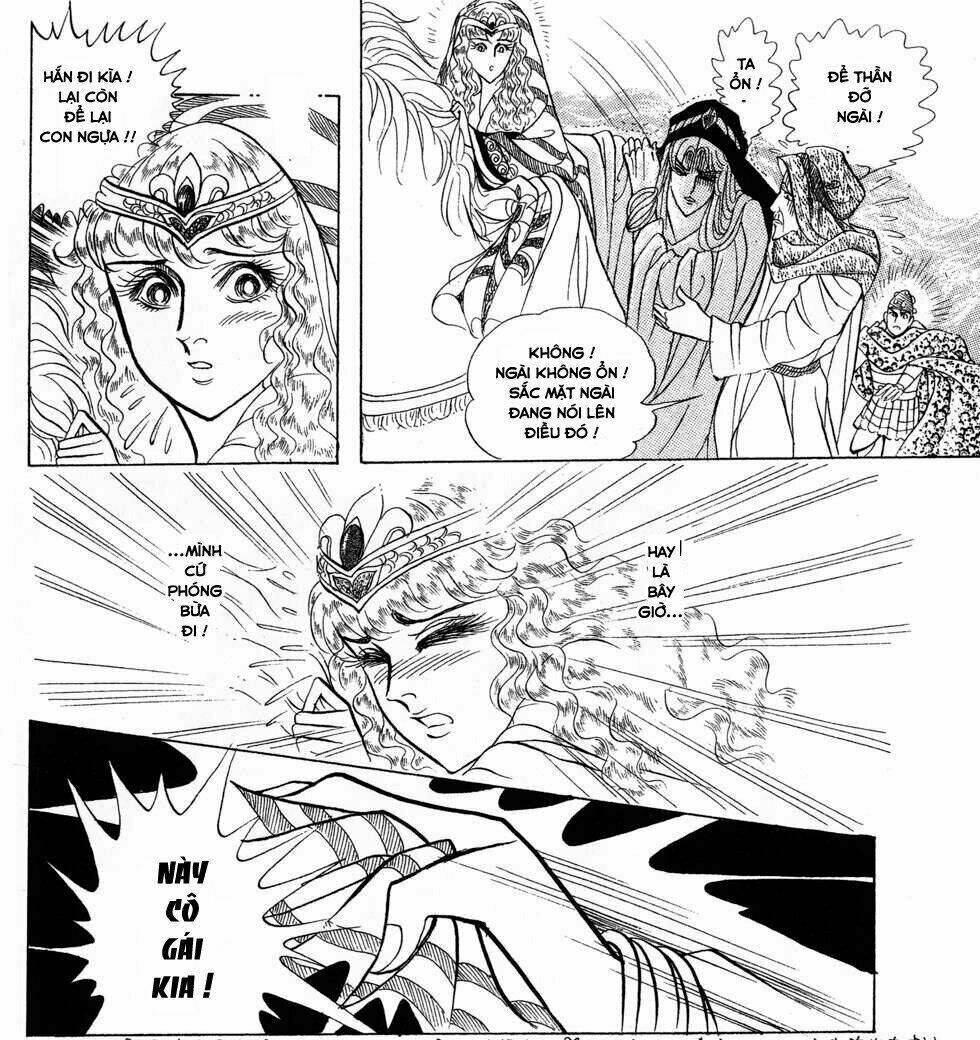 ĐỂ THẦN
ĐỠ
NGÀI !
TA
ỔN !
KHÔNG !
NGÀI KHÔNG ỔN !
SẮC MẶT NGÀI
ĐANG NÓI LÊN
ĐIỀU ĐÓ !
HẮN ĐI KÌA !
LẠI CÒN
ĐỂ LẠI
CON NGỰA !!
HAY
LÀ
BÂY
GIỜ...
...MÌNH
CỨ
PHÓNG
BỪA
ĐI !
NÀY
CÔ
GÁI
KIA !